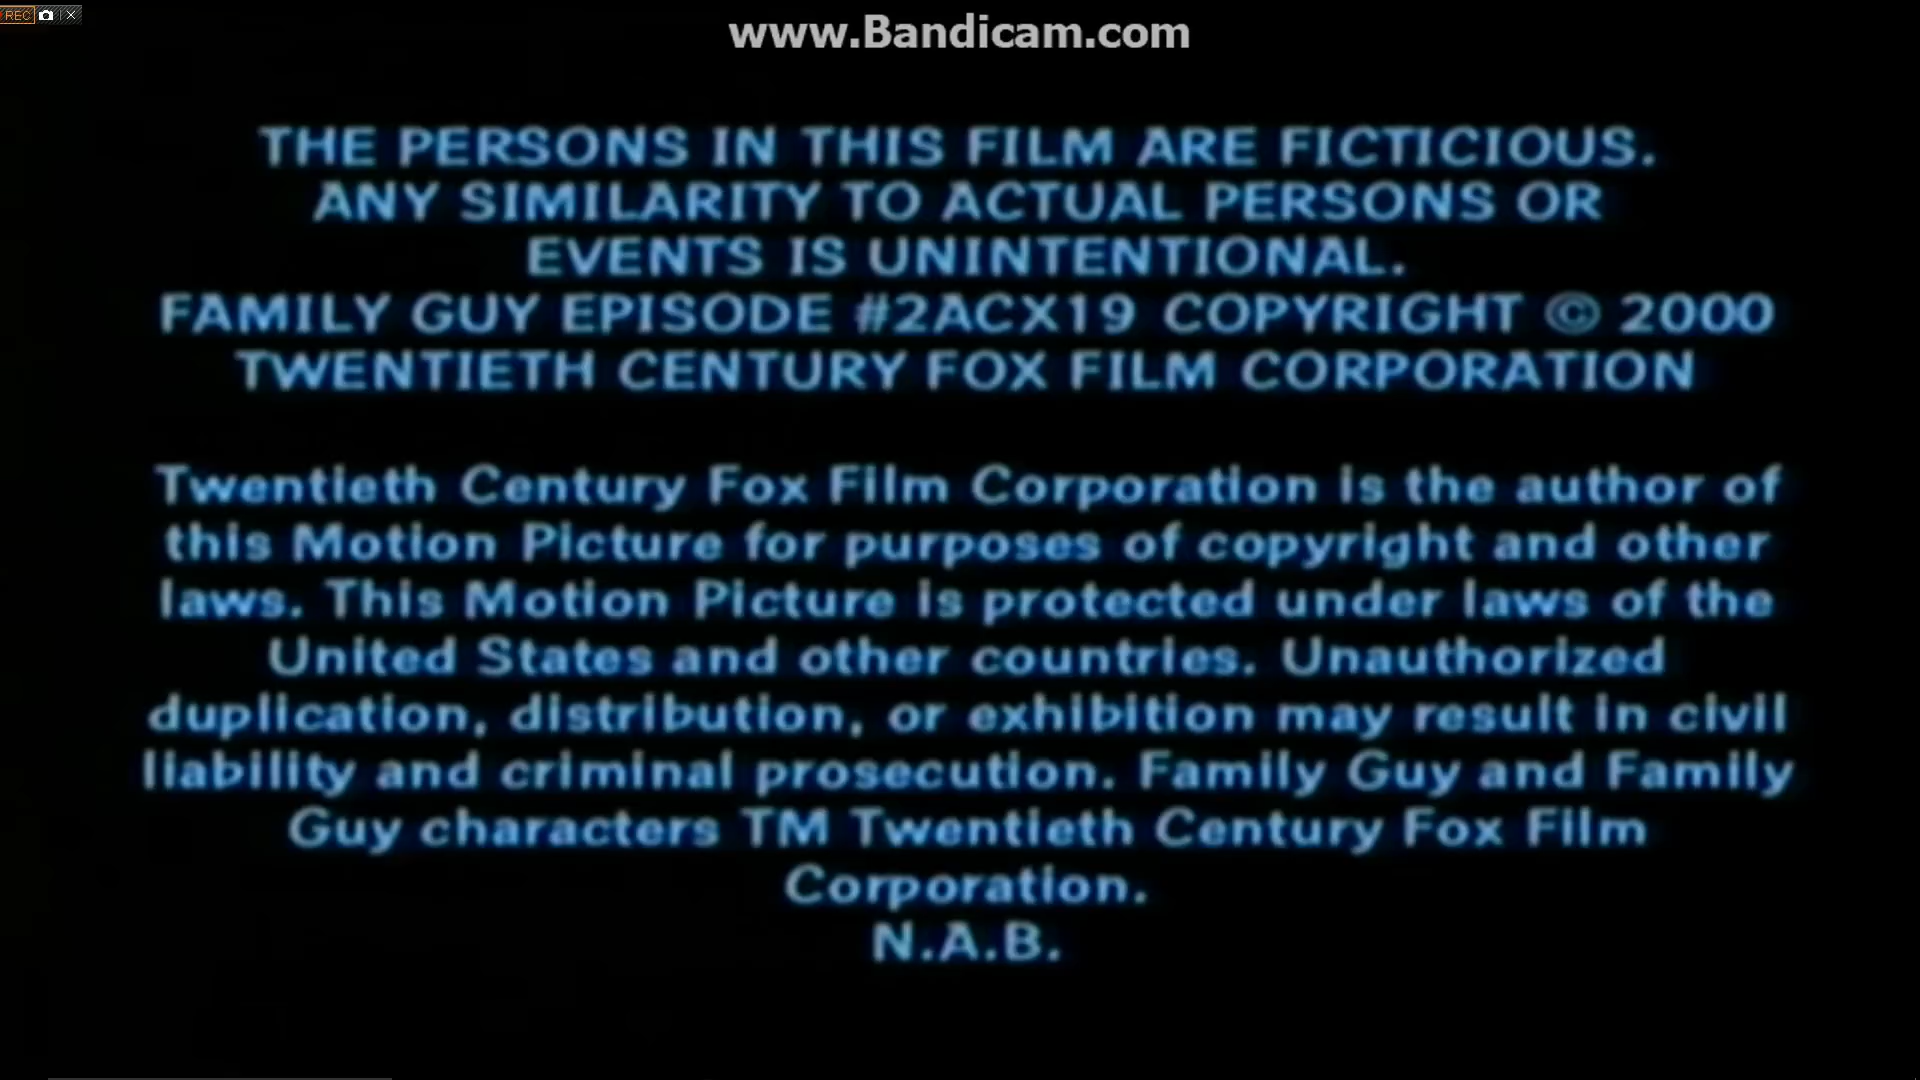 REC
www.Bandicam.com
THE PERSONS IN THIS FILM ARE FICTICIOUS.
ANY SIMILARITY TO ACTUAL PERSONS OR
EVENTS IS UNINTENTIONAL.
FAMILY GUY EPISODE #2ACX19 COPYRIGHT © 2000
TWENTIETH CENTURY FOX FILM CORPORATION
Twentieth Century Fox Film Corporation is the author of
this Motion Picture for purposes of copyright and other
laws. This Motion Picture is protected under laws of the
United States and other countries. Unauthorized
duplication, distribution, or exhibition may result in civil
liability and criminal prosecution. Family Guy and Family
Guy characters TM Twentieth Century Fox Film
Corporation.
N.A.B.